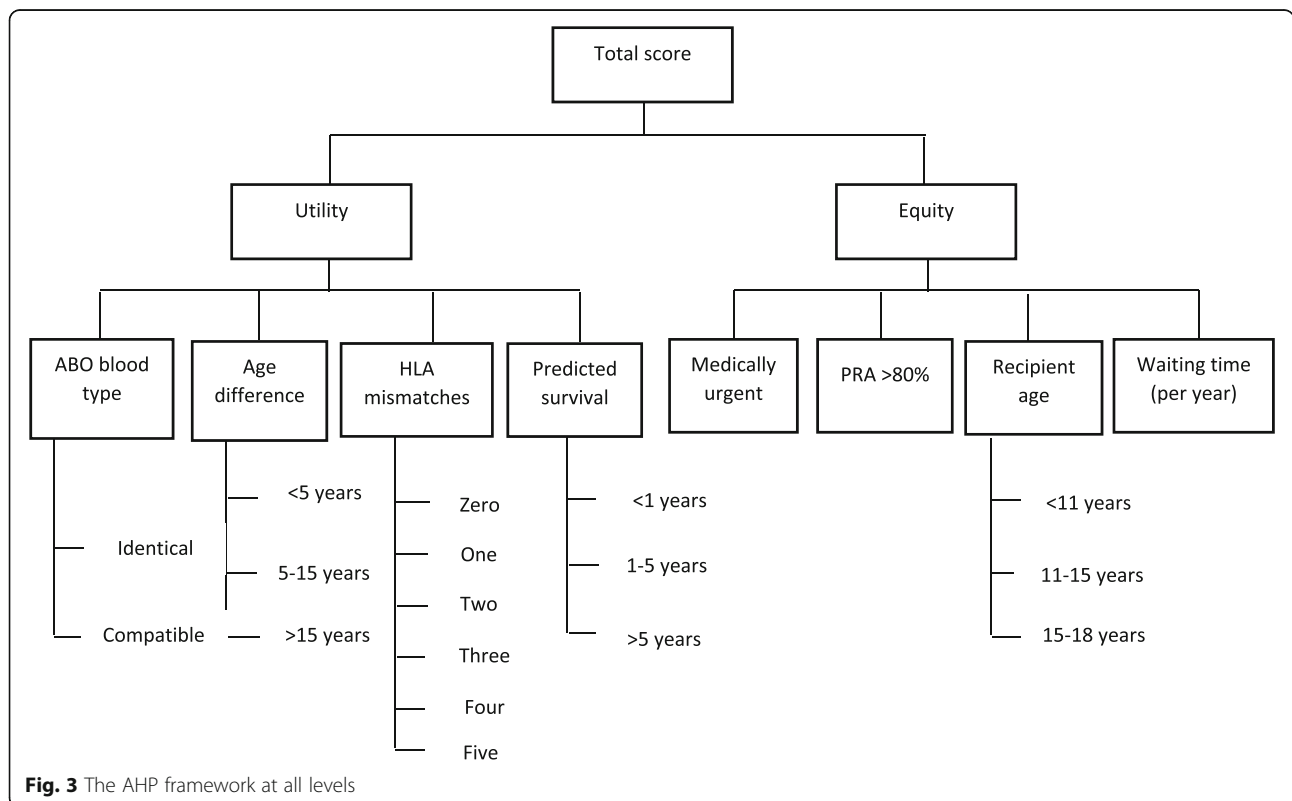 Total score
Utility
Equity
ABO blood
type
Age
difference
HLA
mismatches
Predicted
survival
Medically
urgent
PRA >80%
Recipient
age
Waiting time
(per year)
Identical
Compatible
<5 years
5-15 years
>15 years
Zero
One
Two
Three
Four
Five
<1 years
1-5 years
>5 years
<11 years
11-15 years
15-18 years
Fig. 3 The AHP framework at all levels